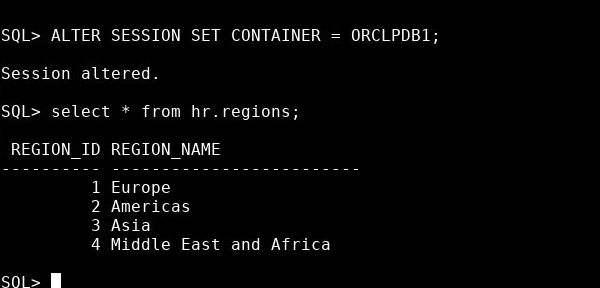 SQL> ALTER SESSION SET CONTAINER = ORCLPDB1;
Session altered.
SQL> select * from hr.regions;
 REGION_ID REGION_NAME
---------- -------------------------
         1 Europe
         2 Americas
         3 Asia
         4 Middle East and Africa
SQL>